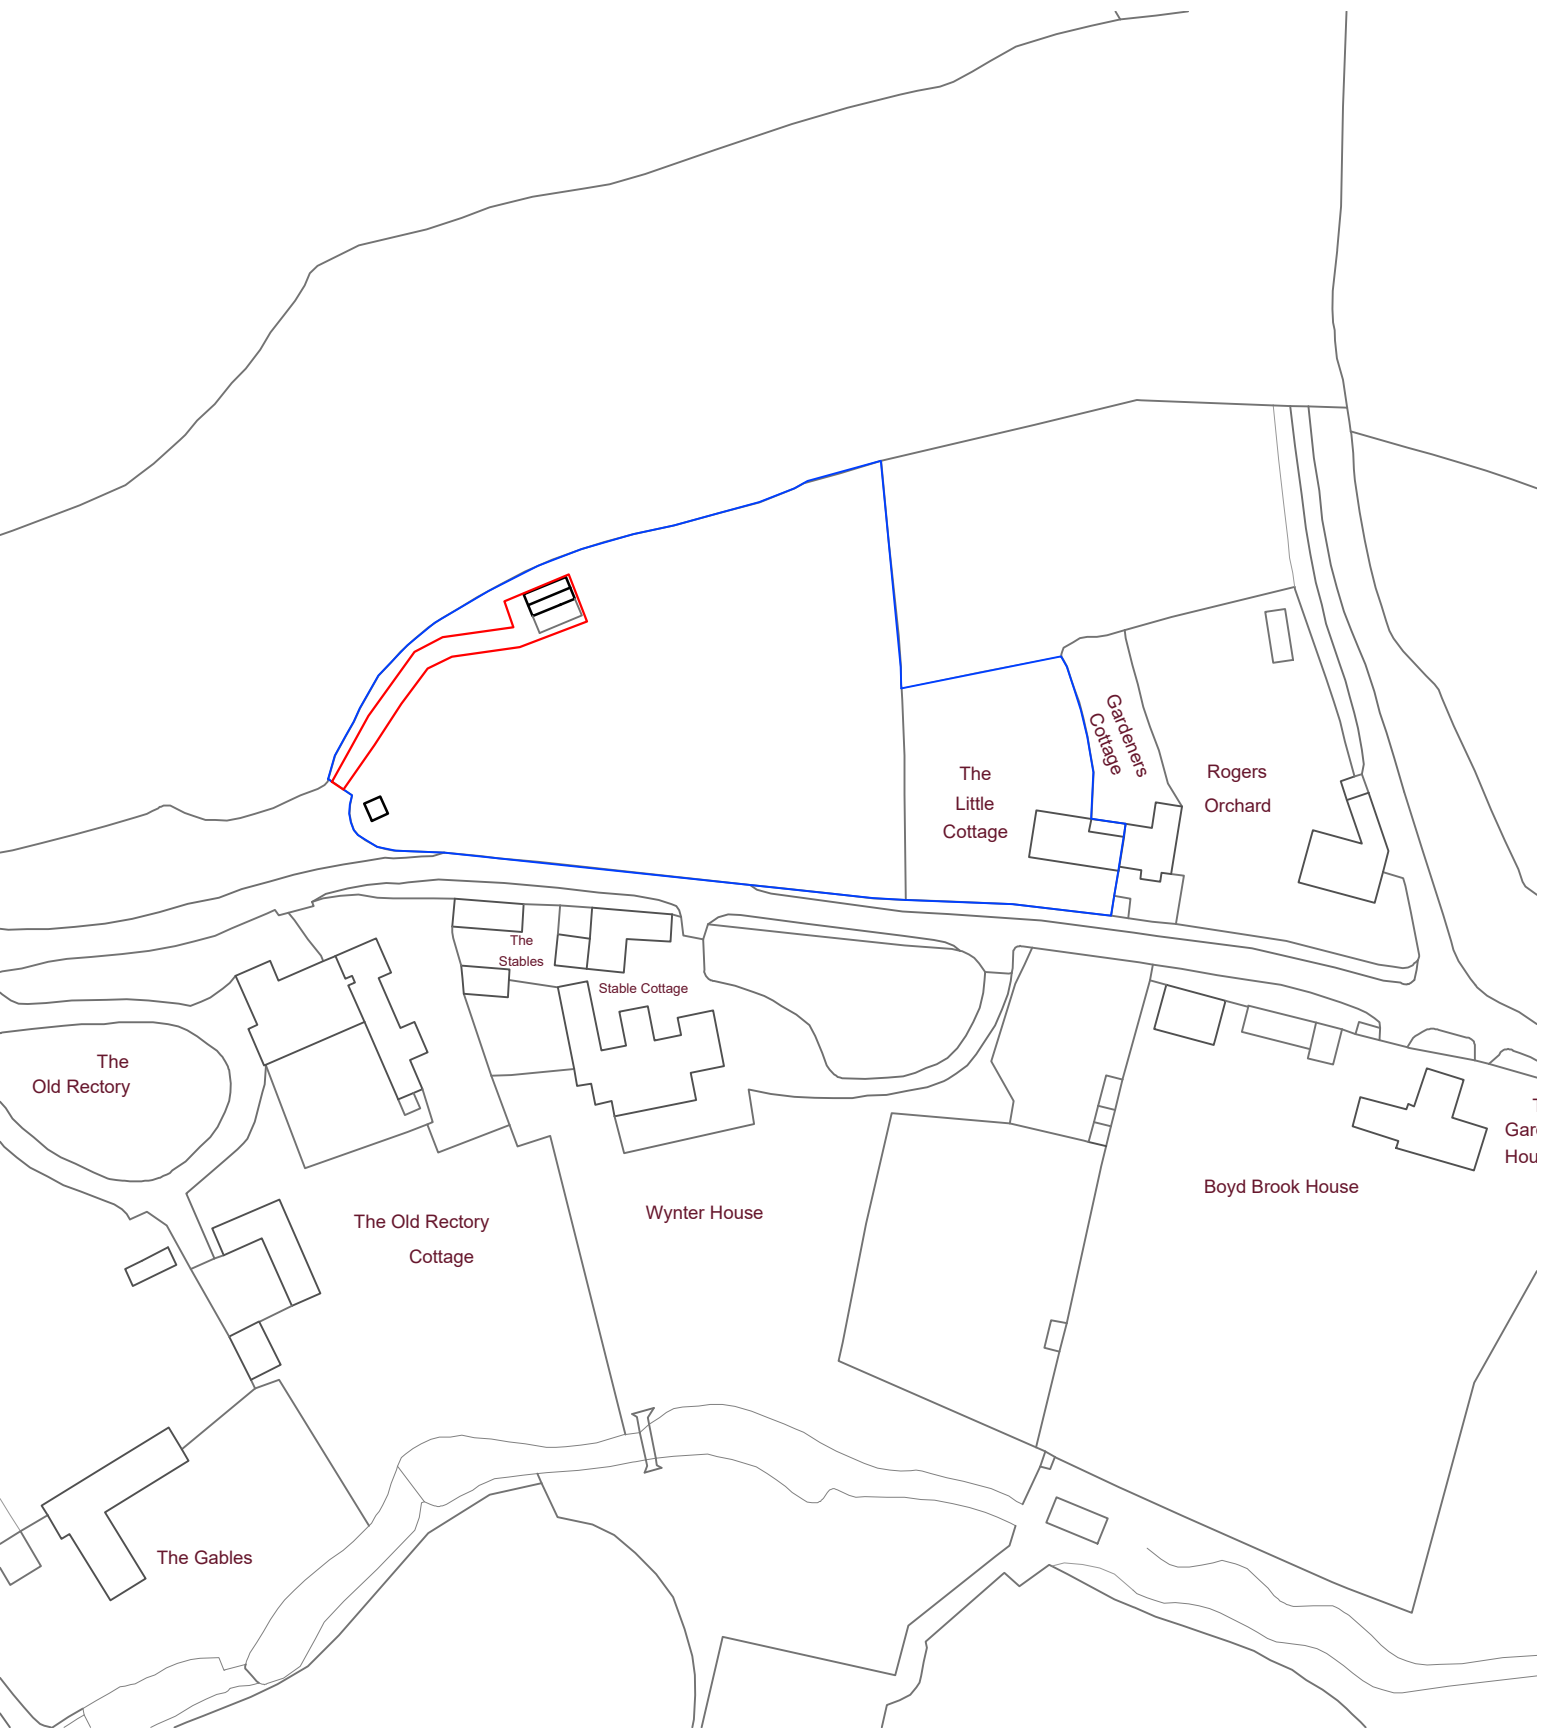 Gardeners
Cottage
The
Little
Cottage
Rogers
Orchard
The
Stables
Stable Cottage
The
Old Rectory
Boyd Brook House
Wynter House
The Old Rectory
Cottage
The Gables